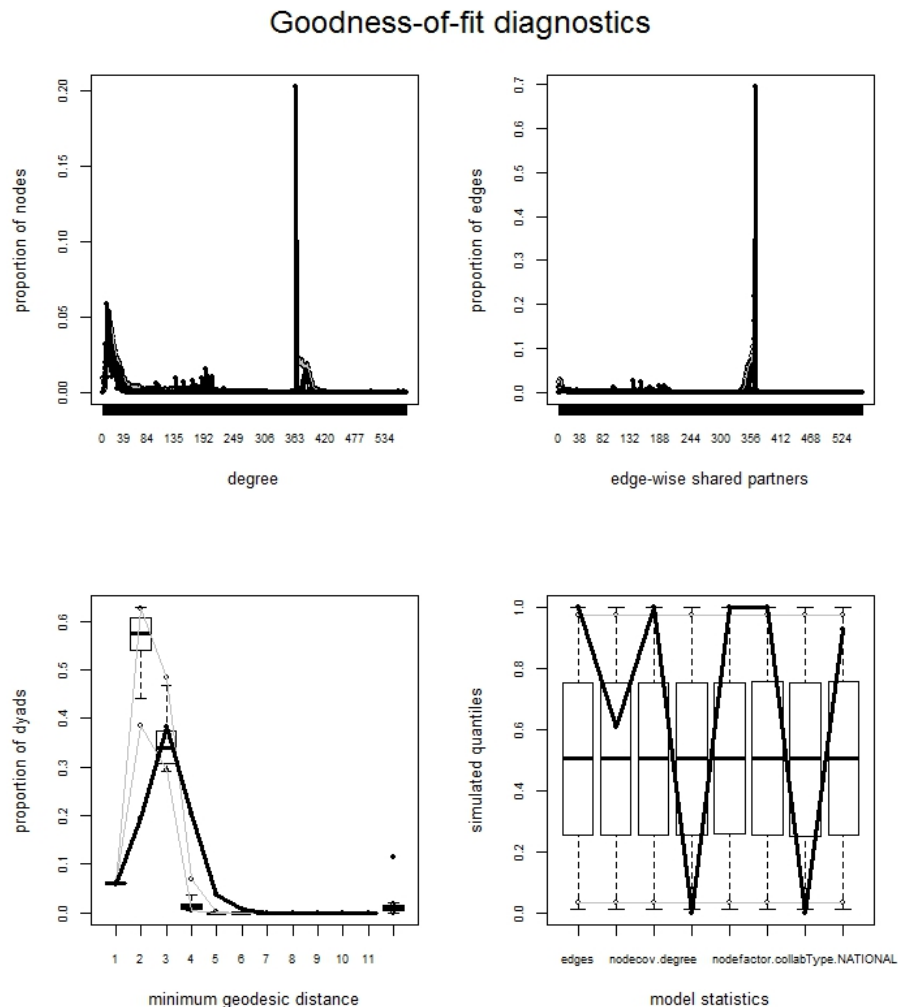 Goodness-of-fit diagnostics
proportion of nodes
0.20
0.15
0.10
0.05
0.00
0 39 84 135 192 249 306 363 420 477 534
degree
proportion of edges
0.7
0.6
0.5
0.4
0.3
0.2
0.1
0.0
0 38 82 132 188 244 300 356 412 468 524
edge-wise shared partners
proportion of dyads
0.6
0.5
0.4
0.3
0.2
0.1
0.0
1 2 3 4 5 6 7 8 9 10 11
minimum geodesic distance
simulated quantiles
1.0
0.8
0.6
0.4
0.2
0.0
edges nodecov.degree nodefactor.collabType.NATIONAL
model statistics